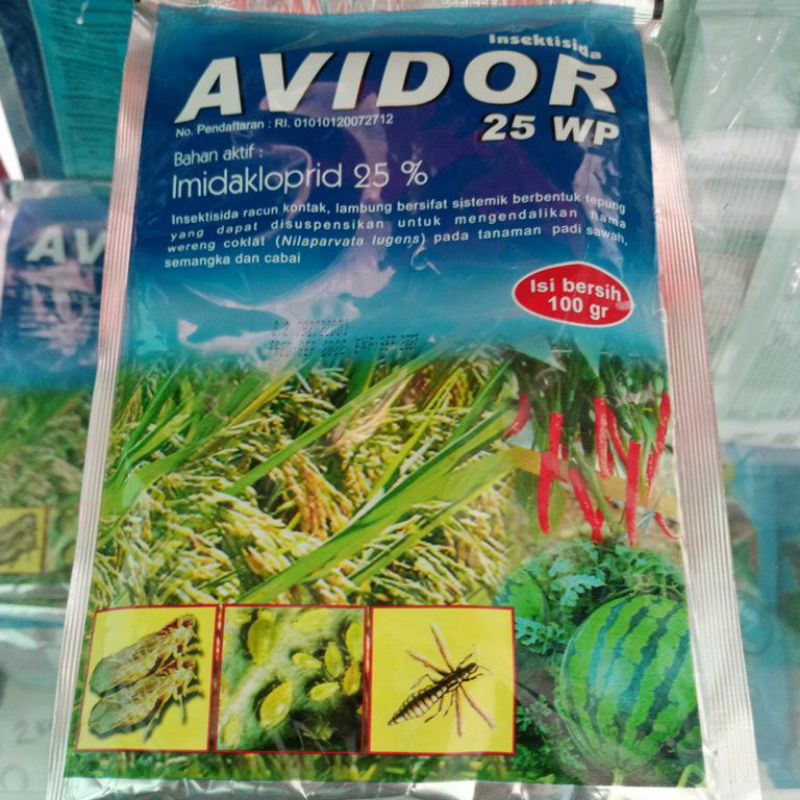 Insektisida
AVIDOR
25 WP
No. Pendaftaran : RI. 01010120072712
Bahan aktif :
Imidakloprid 25 %
Insektisida racun kontak, lambung bersifat sistemik berbentuk tepung
yang dapat disuspensikan untuk mengendalikan hama
wereng coklat (Nilaparvata lugens) pada tanaman padi sawah,
semangka dan cabai
Isi bersih
100 gr
AV